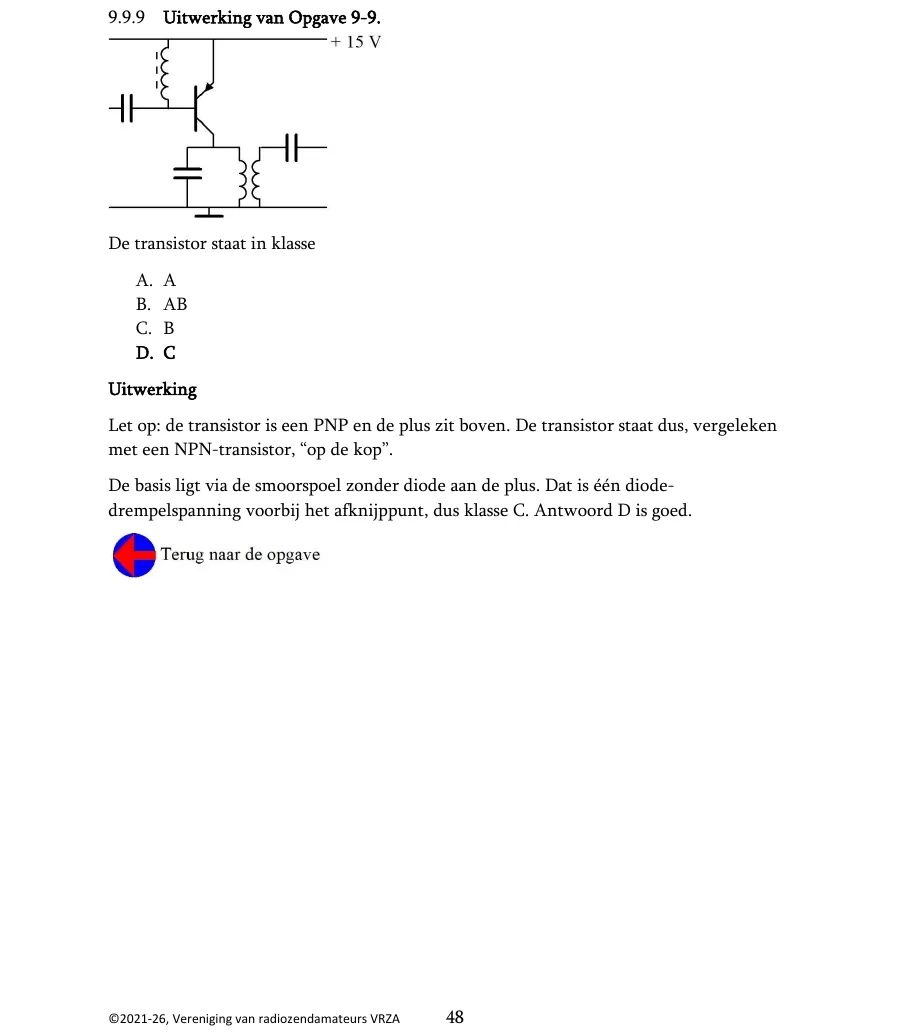 9.9.9 Uitwerking van Opgave 9-9.
+ 15 V
De transistor staat in klasse
A. A
B. AB
C. B
D. C
Uitwerking
Let op: de transistor is een PNP en de plus zit boven. De transistor staat dus, vergeleken
met een NPN-transistor, “op de kop”.
De basis ligt via de smoorspoel zonder diode aan de plus. Dat is één diode-
drempelspanning voorbij het afknijppunt, dus klasse C. Antwoord D is goed.
Terug naar de opgave
©2021-26, Vereniging van radiozendamateurs VRZA 48